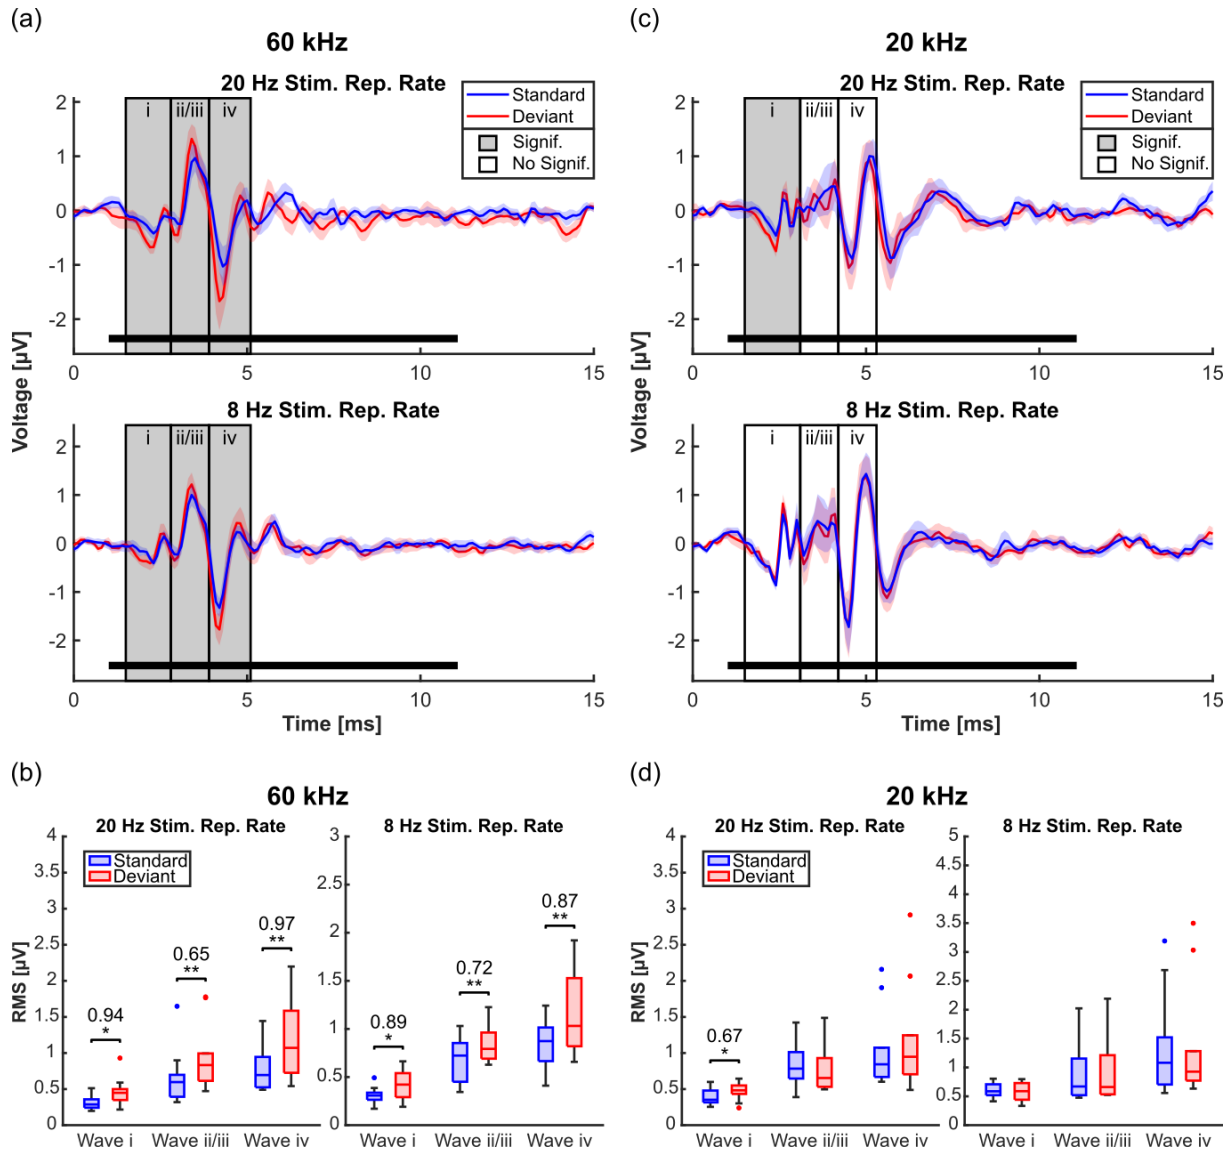 (a)
60 kHz
20 Hz Stim. Rep. Rate
Standard
Deviant
Signif.
No Signif.
i
ii/iii
iv
2
1
0
-1
-2
0
5
10
15
8 Hz Stim. Rep. Rate
i
ii/iii
iv
2
1
0
-1
-2
0
5
10
15
Voltage [µV]
Time [ms]
(c)
20 kHz
20 Hz Stim. Rep. Rate
Standard
Deviant
Signif.
No Signif.
i
ii/iii
iv
2
1
0
-1
-2
0
5
10
15
8 Hz Stim. Rep. Rate
i
ii/iii
iv
2
1
0
-1
-2
0
5
10
15
Voltage [µV]
Time [ms]
(b)
60 kHz
20 Hz Stim. Rep. Rate
Standard
Deviant
4
3.5
3
2.5
2
1.5
1
0.5
0
RMS [µV]
0.94
*
0.65
**
0.97
**
Wave i
Wave ii/iii
Wave iv
8 Hz Stim. Rep. Rate
3
2.5
2
1.5
1
0.5
0
0.89
*
0.72
**
0.87
**
Wave i
Wave ii/iii
Wave iv
(d)
20 kHz
20 Hz Stim. Rep. Rate
Standard
Deviant
4
3.5
3
2.5
2
1.5
1
0.5
0
RMS [µV]
0.67
*
Wave i
Wave ii/iii
Wave iv
8 Hz Stim. Rep. Rate
5
4.5
4
3.5
3
2.5
2
1.5
1
0.5
0
Wave i
Wave ii/iii
Wave iv